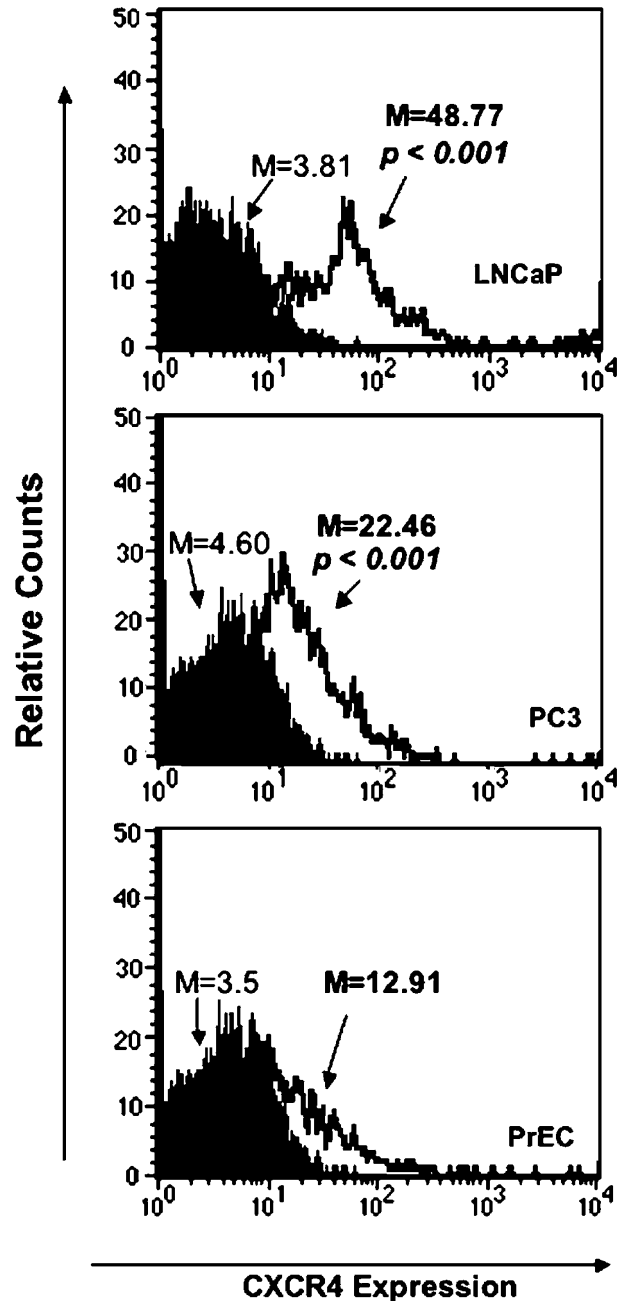 Relative Counts
50
40
30
20
10
0
M=3.81
M=48.77
p < 0.001
LNCaP
10^0 10^1 10^2 10^3 10^4
50
40
30
20
10
0
M=4.60
M=22.46
p < 0.001
PC3
10^0 10^1 10^2 10^3 10^4
50
40
30
20
10
0
M=3.5
M=12.91
PrEC
10^0 10^1 10^2 10^3 10^4
CXCR4 Expression